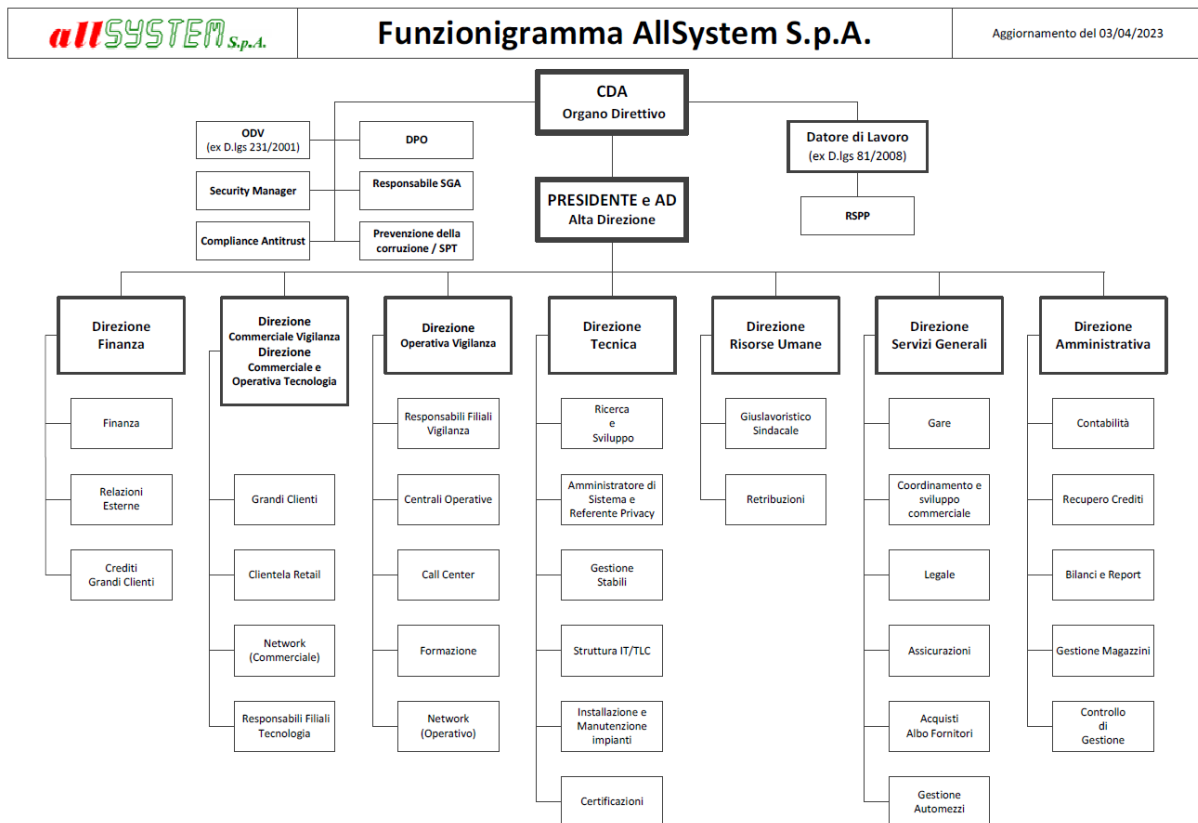 allSYSTEM S.p.A.
Funzionigramma AllSystem S.p.A.
Aggiornamento del 03/04/2023
CDA
Organo Direttivo
ODV
(ex D.lgs 231/2001)
DPO
Datore di Lavoro
(ex D.lgs 81/2008)
Security Manager
Responsabile SGA
PRESIDENTE e AD
Alta Direzione
RSPP
Compliance Antitrust
Prevenzione della
corruzione / SPT
Direzione
Finanza
Direzione
Commerciale Vigilanza
Direzione
Commerciale e
Operativa Tecnologia
Direzione
Operativa Vigilanza
Direzione
Tecnica
Direzione
Risorse Umane
Direzione
Servizi Generali
Direzione
Amministrativa
Finanza
Relazioni
Esterne
Crediti
Grandi Clienti
Grandi Clienti
Clientela Retail
Network
(Commerciale)
Responsabili Filiali
Tecnologia
Responsabili Filiali
Vigilanza
Centrali Operative
Call Center
Formazione
Network
(Operativo)
Ricerca
e
Sviluppo
Amministratore di
Sistema e
Referente Privacy
Gestione
Stabili
Struttura IT/TLC
Installazione e
Manutenzione
impianti
Certificazioni
Giuslavoristico
Sindacale
Retribuzioni
Gare
Coordinamento e
sviluppo
commerciale
Legale
Assicurazioni
Acquisti
Albo Fornitori
Gestione
Automezzi
Contabilità
Recupero Crediti
Bilanci e Report
Gestione Magazzini
Controllo
di
Gestione